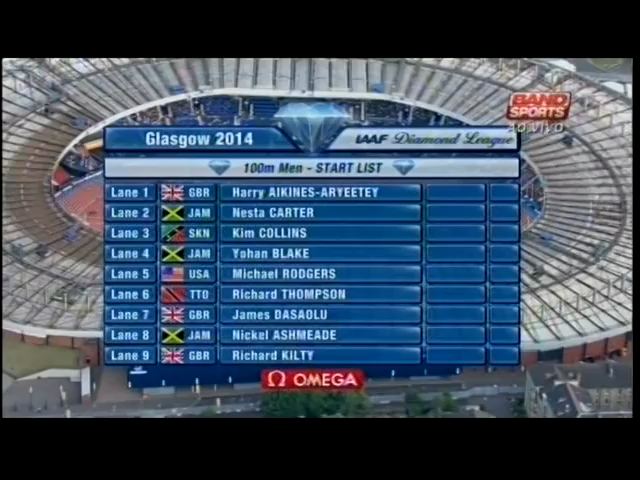 BAND
SPORTS
AO VIVO
Glasgow 2014
IAAF Diamond League
100m Men - START LIST
Lane 1 GBR Harry AIKINES-ARYEETEY
Lane 2 JAM Nesta CARTER
Lane 3 SKN Kim COLLINS
Lane 4 JAM Yohan BLAKE
Lane 5 USA Michael RODGERS
Lane 6 TTO Richard THOMPSON
Lane 7 GBR James DASAOLU
Lane 8 JAM Nickel ASHMEADE
Lane 9 GBR Richard KILTY
Ω OMEGA